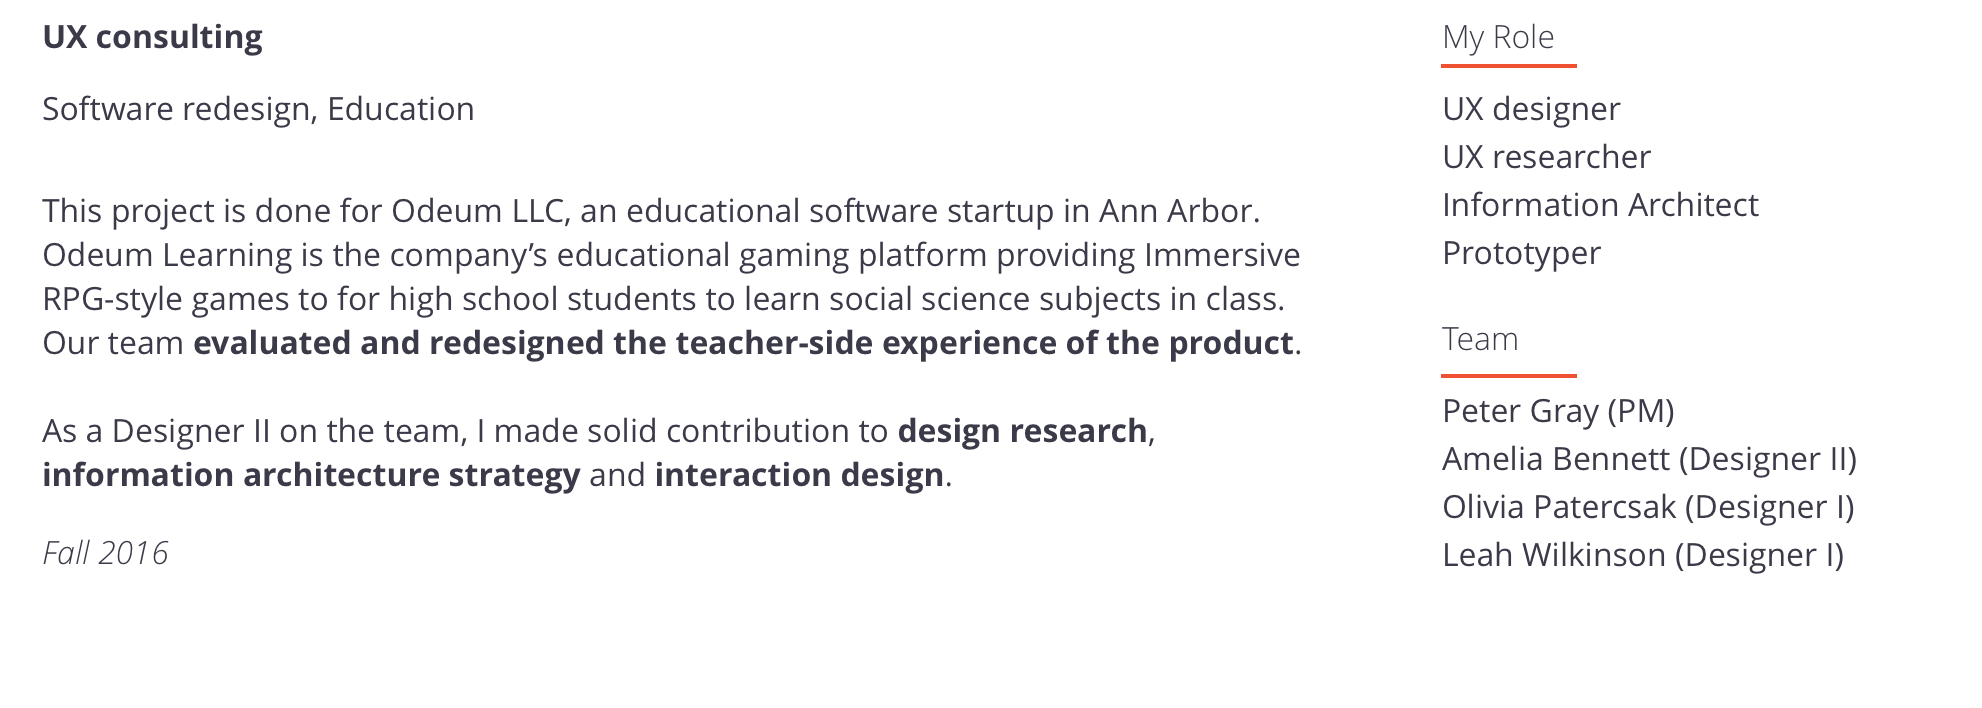 UX consulting
Software redesign, Education
This project is done for Odeum LLC, an educational software startup in Ann Arbor.
Odeum Learning is the company’s educational gaming platform providing Immersive
RPG-style games to for high school students to learn social science subjects in class.
Our team evaluated and redesigned the teacher-side experience of the product.
As a Designer II on the team, I made solid contribution to design research,
information architecture strategy and interaction design.
Fall 2016
My Role
UX designer
UX researcher
Information Architect
Prototyper
Team
Peter Gray (PM)
Amelia Bennett (Designer II)
Olivia Patercsak (Designer I)
Leah Wilkinson (Designer I)